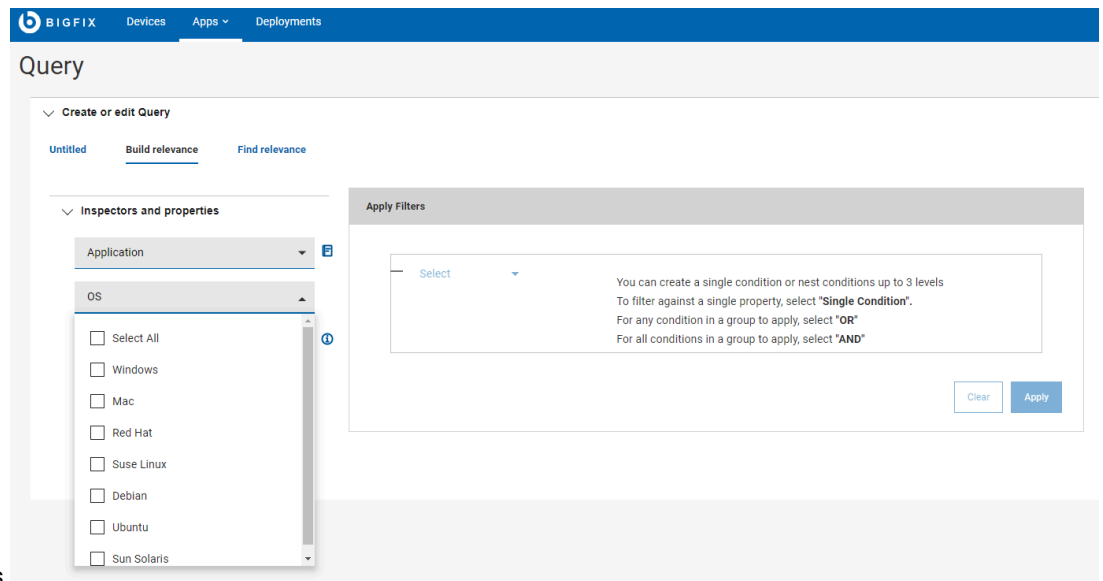 BIGFIX Devices Apps Deployments
Query
Create or edit Query
Untitled Build relevance Find relevance
Inspectors and properties
Application
OS
Select All
Windows
Mac
Red Hat
Suse Linux
Debian
Ubuntu
Sun Solaris
Apply Filters
Select
You can create a single condition or nest conditions up to 3 levels
To filter against a single property, select "Single Condition".
For any condition in a group to apply, select "OR"
For all conditions in a group to apply, select "AND"
Clear Apply
s